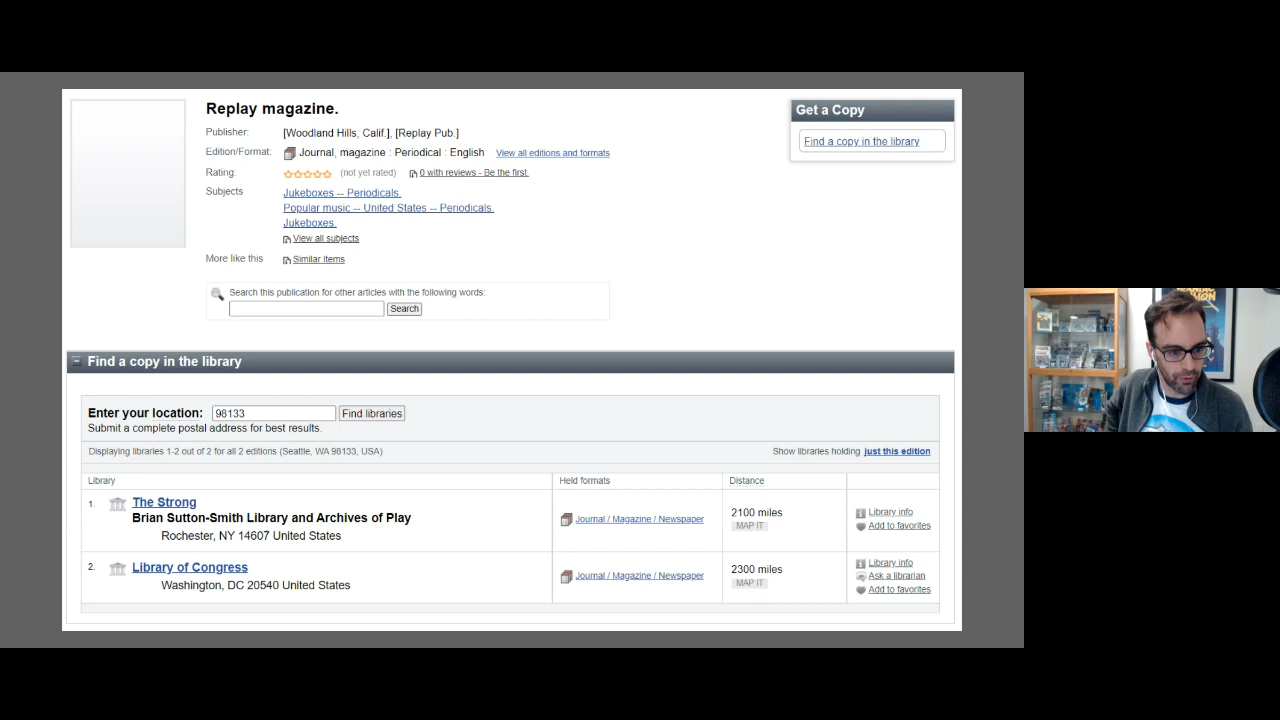 Replay magazine.
Publisher: [Woodland Hills, Calif.], [Replay Pub.]
Edition/Format: Journal, magazine : Periodical : English View all editions and formats
Rating: (not yet rated) 0 with reviews - Be the first.
Subjects Jukeboxes -- Periodicals.
Popular music -- United States -- Periodicals.
Jukeboxes.
View all subjects
More like this Similar Items
Search this publication for other articles with the following words:
Search
Get a Copy
Find a copy in the library
Find a copy in the library
Enter your location: 98133 Find libraries
Submit a complete postal address for best results.
Displaying libraries 1-2 out of 2 for all 2 editions (Seattle, WA 98133, USA) Show libraries holding just this edition
Library Held formats Distance
1. The Strong
Brian Sutton-Smith Library and Archives of Play
Rochester, NY 14607 United States
Journal / Magazine / Newspaper
2100 miles
MAP IT
Library info
Add to favorites
2. Library of Congress
Washington, DC 20540 United States
Journal / Magazine / Newspaper
2300 miles
MAP IT
Library info
Ask a librarian
Add to favorites